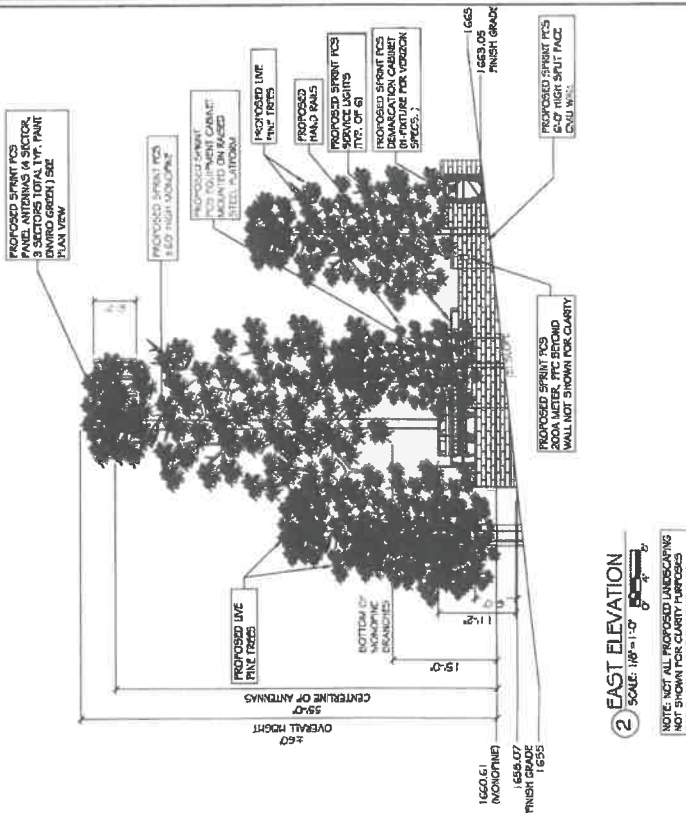 PROPOSED SPRINT PCS
PANEL ANTENNAS (4 SECTOR,
3 SECTORS TOTAL TYP. PAINT
ENVIRO GREEN) SEE
PLAN VIEW
PROPOSED SPRINT PCS
±60' HIGH MONOPINE
PROPOSED SPRINT
PCS EQUIPMENT CABINET
MOUNTED ON RAISED
STEEL PLATFORM
PROPOSED LIVE
PINE TREES
PROPOSED
HAND RAILS
PROPOSED SPRINT PCS
SERVICE LIGHTS
(TYP. OF 6)
PROPOSED SPRINT PCS
DEMARCATION CABINET
FIXTURE PER VERIZON
SPECS.
1665
1663.05
FINISH GRADE
PROPOSED SPRINT PCS
6'-0" HIGH SPLIT FACE
CMU WALL
PROPOSED SPRINT PCS
200A METER, PPC BEYOND
WALL NOT SHOWN FOR CLARITY
PROPOSED LIVE
PINE TREES
BOTTOM OF
MONOPINE
BRANCHES
15'-0"
11'-2"
55'-0"
CENTERLINE OF ANTENNAS
±60'
OVERALL HEIGHT
1660.61
(MONOPINE)
1658.07
FINISH GRADE
1655
2 EAST ELEVATION
SCALE: 1/8" = 1'-0"
0' 4' 8'
NOTE: NOT ALL PROPOSED LANDSCAPING
NOT SHOWN FOR CLARITY PURPOSES